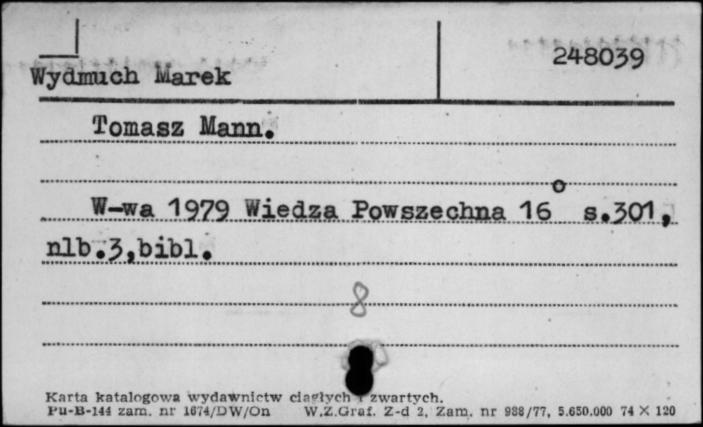 248039
Wydmuch Marek
Tomasz Mann.
W-wa 1979 Wiedza Powszechna 16° s.301,
nlb.3,bibl.
8
Karta katalogowa wydawnictw ciągłych i zwartych.
Pu-B-144 zam. nr 1674/DW/On W.Z.Graf. Z-d 2, Zam. nr 988/77, 5.650.000 74 X 120